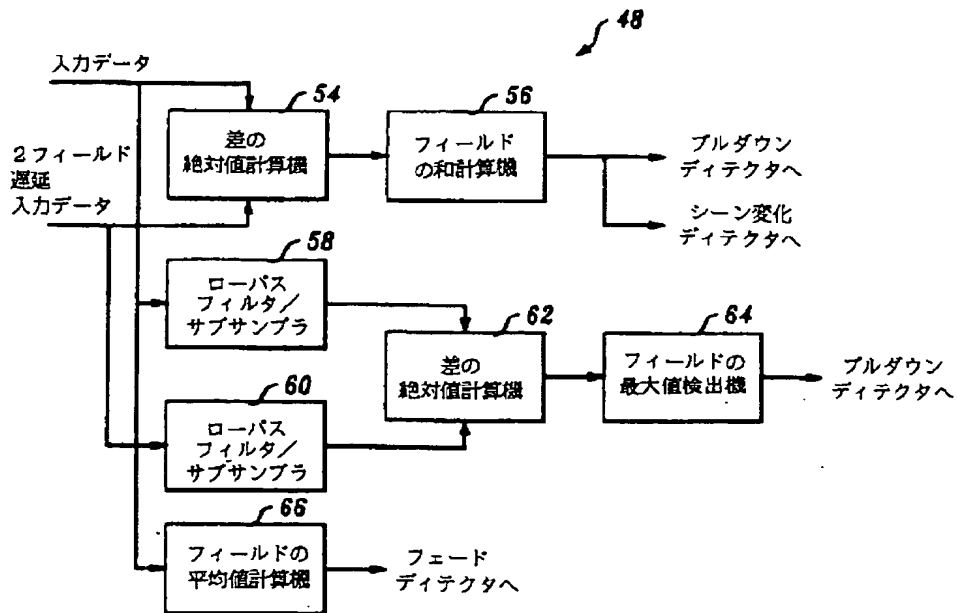 48
入力データ
54
56
差の
絶対値計算機
フィールド
の和計算機
プルダウン
ディテクタへ
2フィールド
遅延
入力データ
シーン変化
ディテクタへ
58
ローパス
フィルタ/
サブサンプラ
62
差の
絶対値計算機
64
フィールドの
最大値検出機
プルダウン
ディテクタへ
60
ローパス
フィルタ/
サブサンプラ
66
フィールドの
平均値計算機
フェード
ディテクタへ